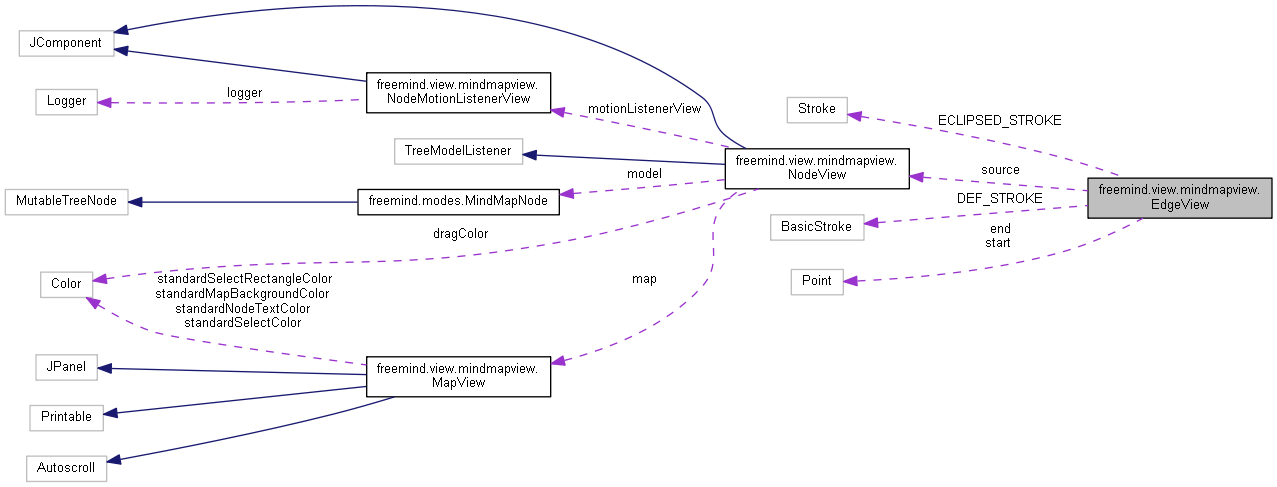 JComponent
freemind.view.mindmapview.
NodeMotionListenerView
Logger
logger
motionListenerView
Stroke
ECLIPSED_STROKE
TreeModelListener
freemind.view.mindmapview.
NodeView
model
source
freemind.view.mindmapview.
EdgeView
MutableTreeNode
freemind.modes.MindMapNode
DEF_STROKE
BasicStroke
dragColor
end
start
Color
standardSelectRectangleColor
standardMapBackgroundColor
standardNodeTextColor
standardSelectColor
map
Point
JPanel
freemind.view.mindmapview.
MapView
Printable
Autoscroll